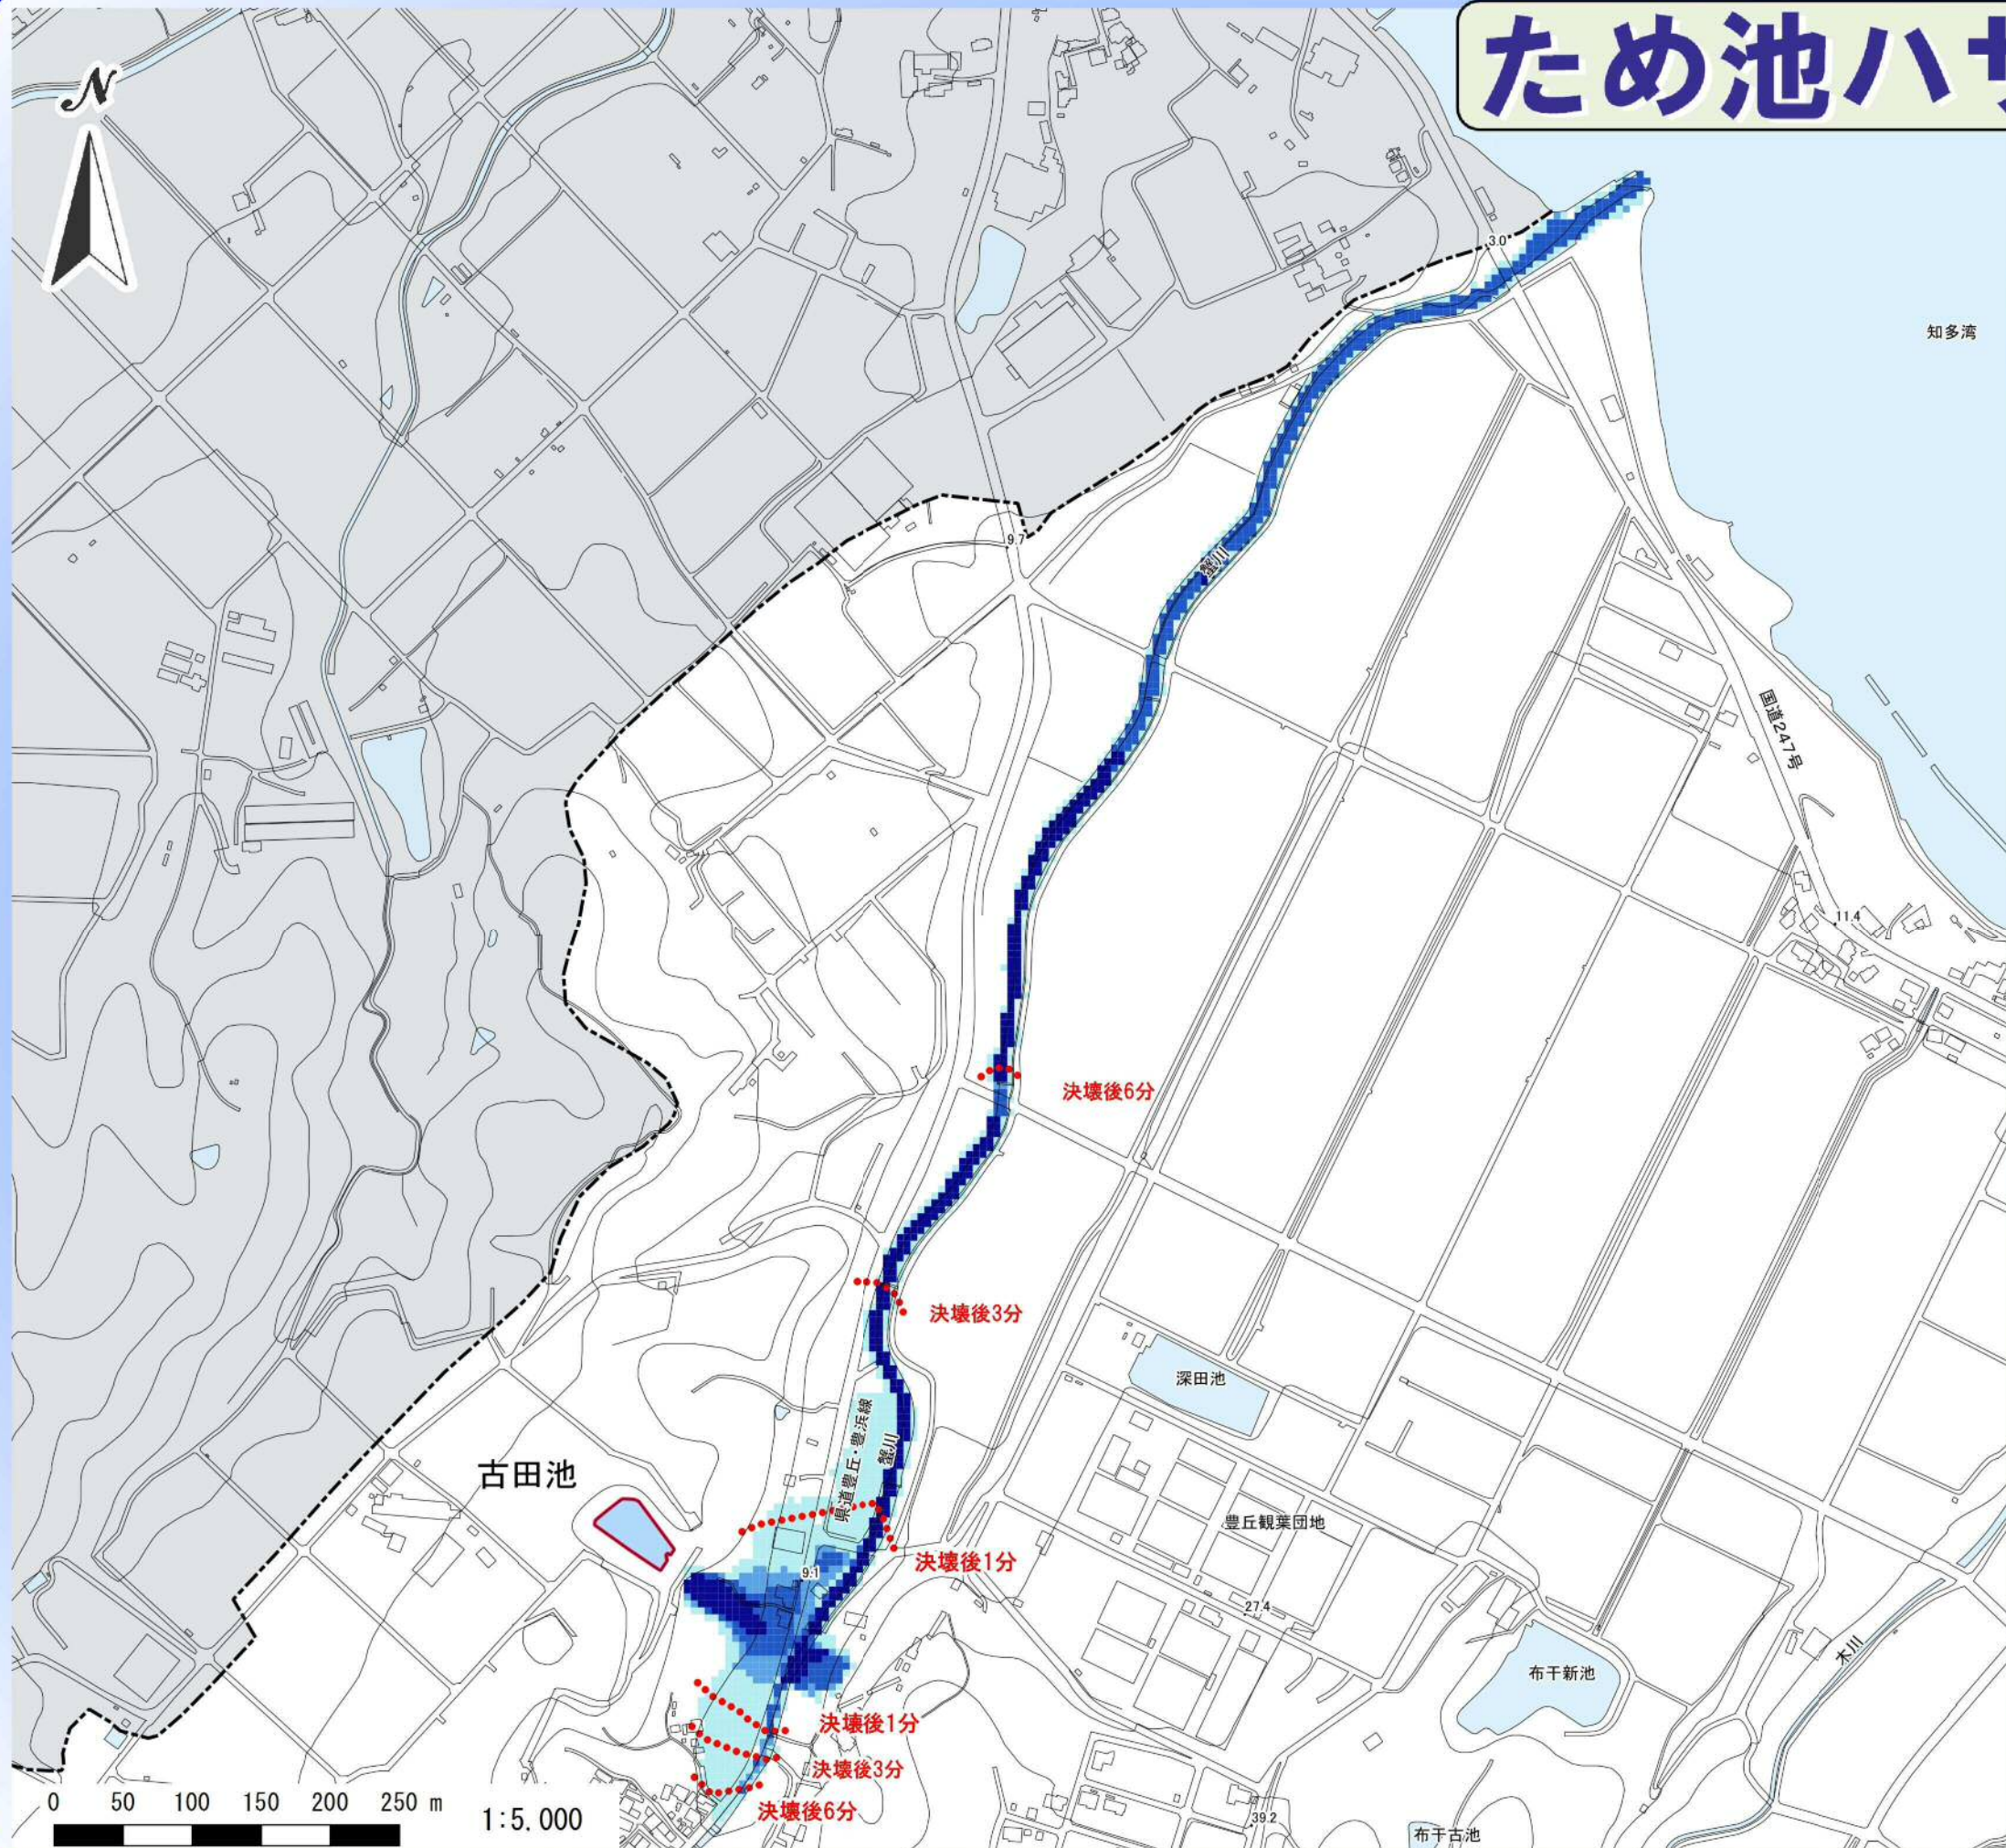 ため池ハザ
N
3.0
知多湾
9.7
蟹川
国道247号
11.4
決壊後6分
決壊後3分
深田池
県道豊丘・豊浜線
蟹川
古田池
豊丘観葉団地
決壊後1分
9.1
27.4
木川
布干新池
決壊後1分
決壊後3分
決壊後6分
0 50 100 150 200 250 m
1:5,000
39.2
布干古池